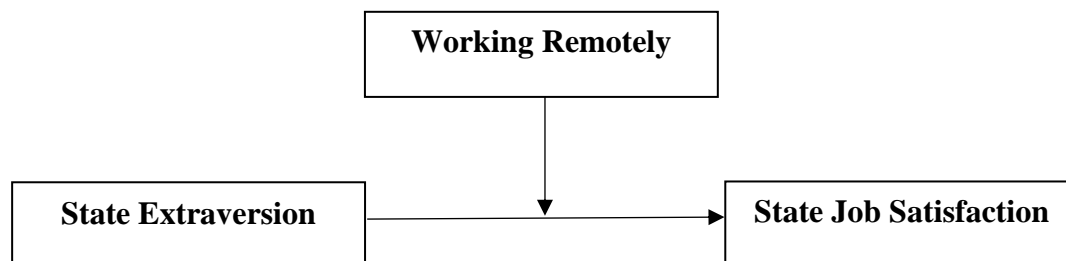 Working Remotely
State Extraversion
State Job Satisfaction